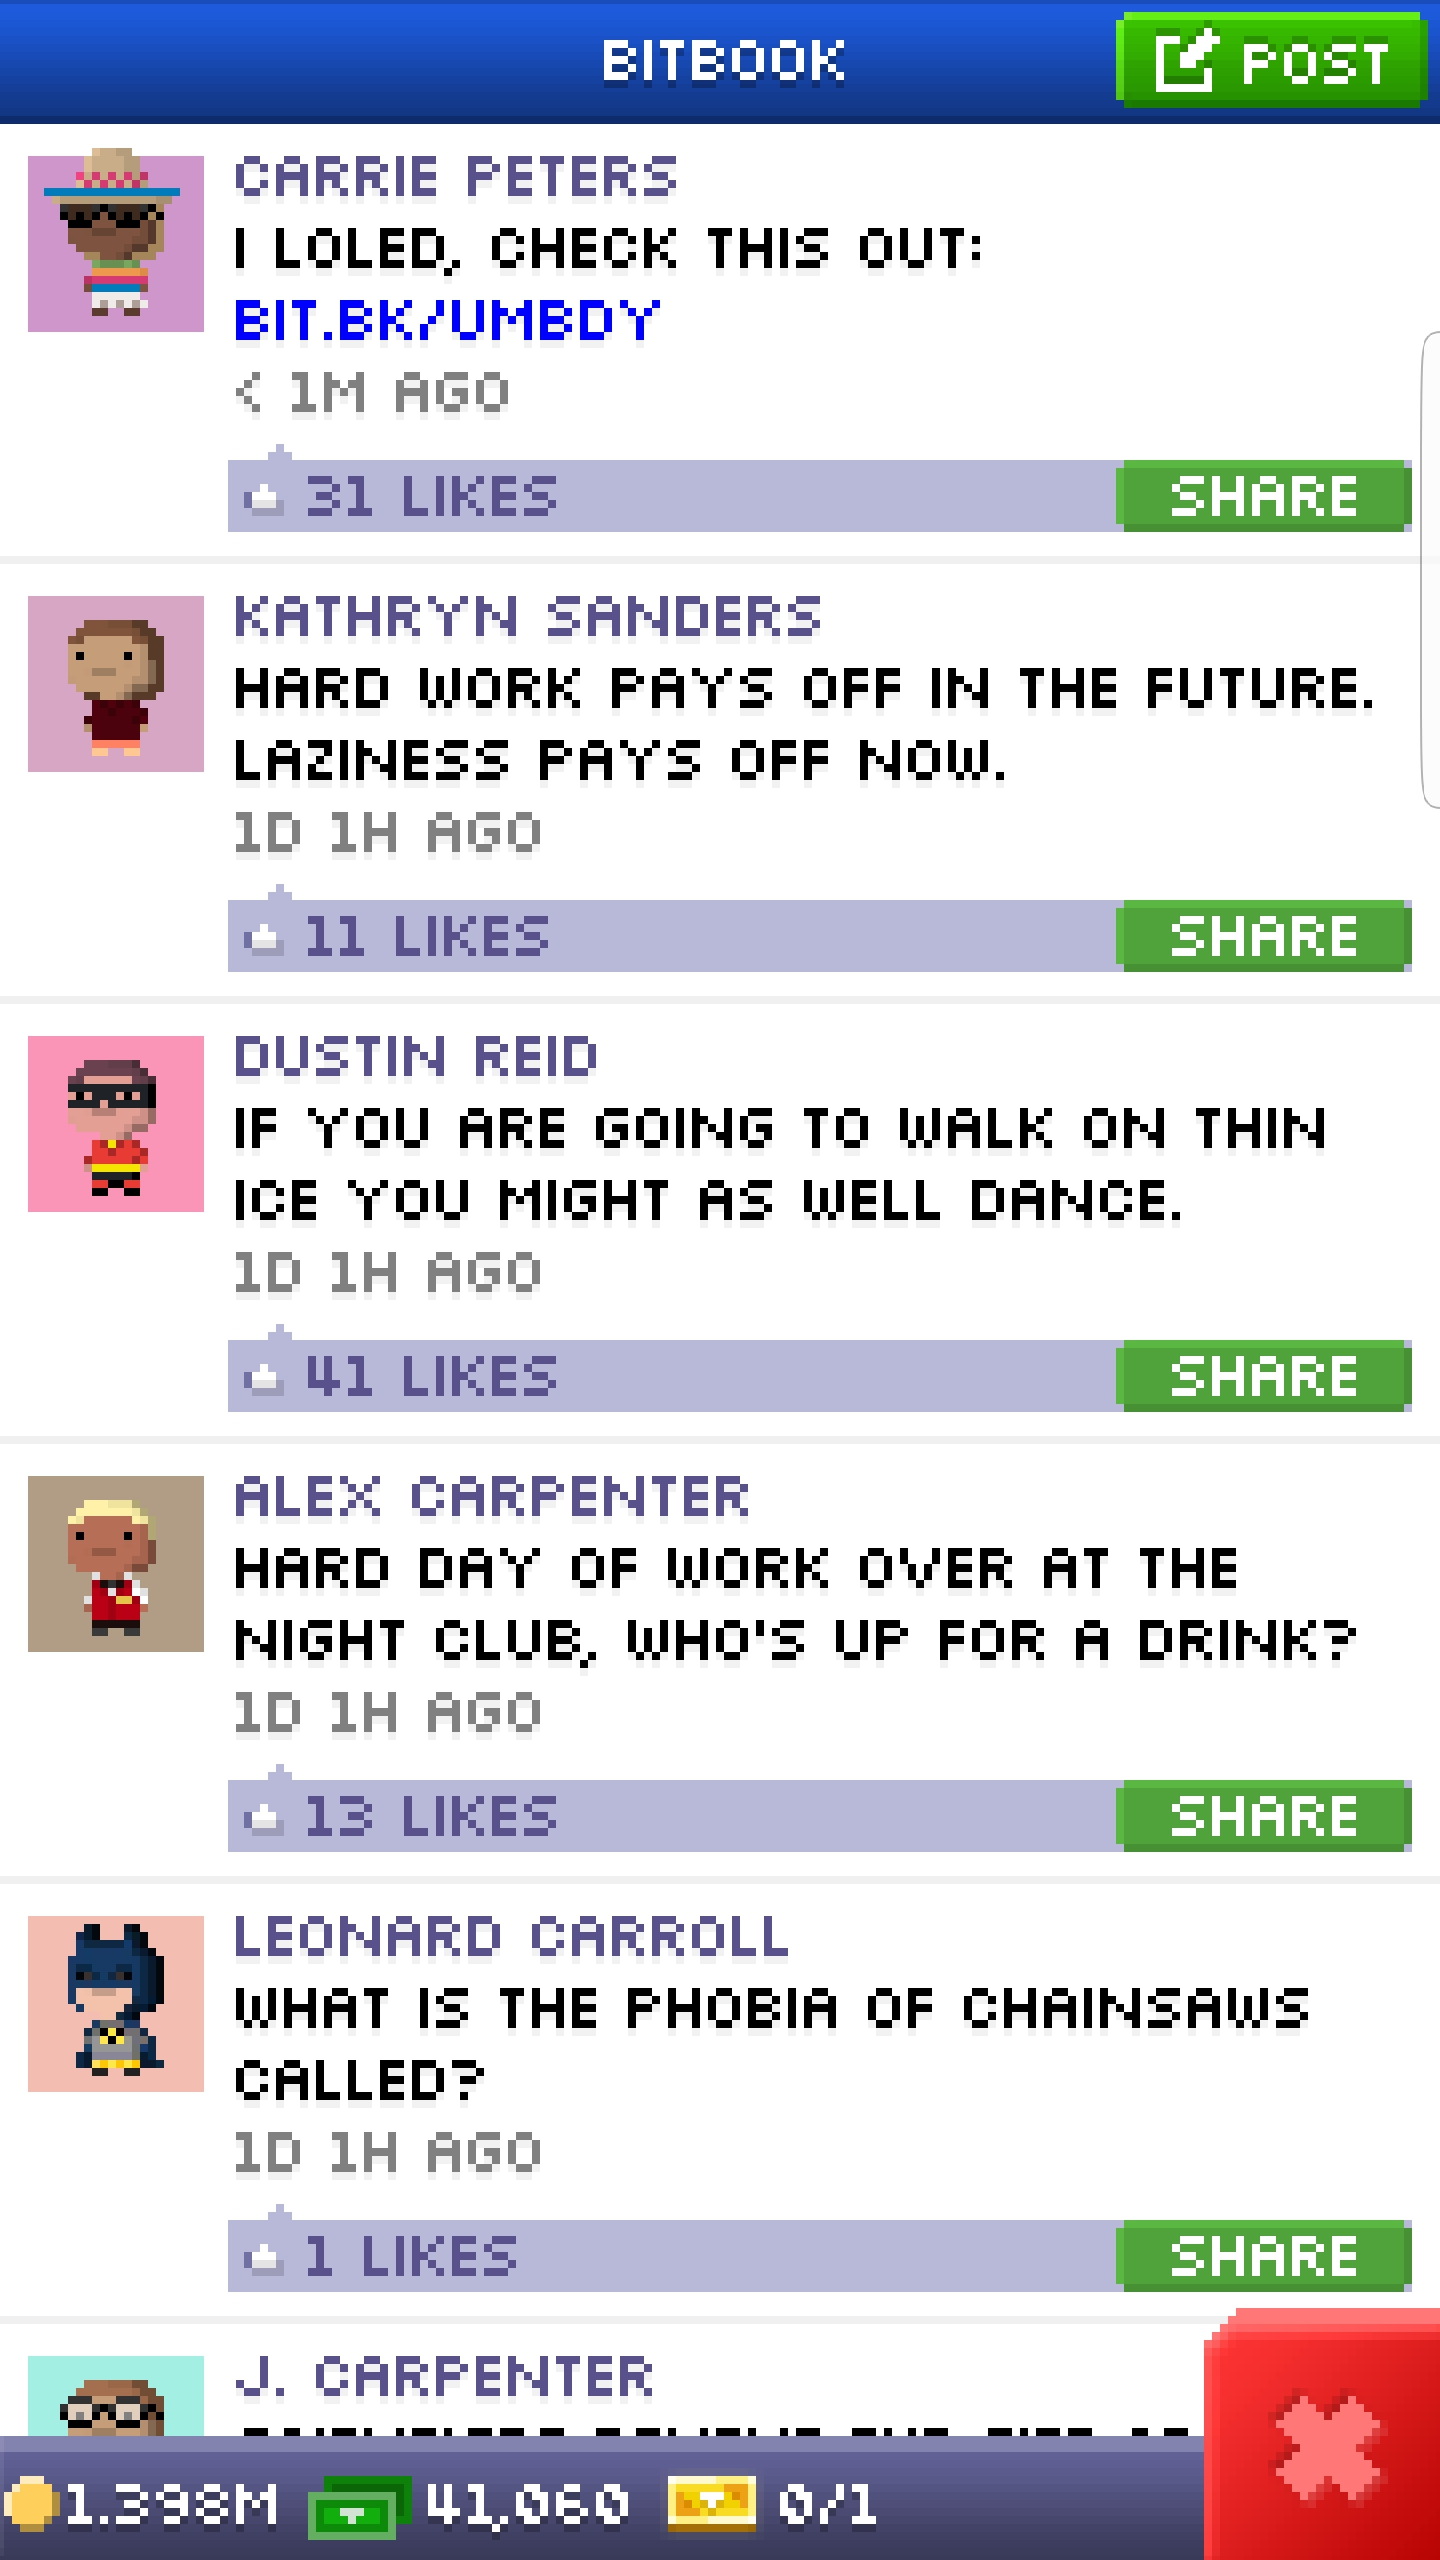 BITBOOK
POST
CARRIE PETERS
I LOLED, CHECK THIS OUT:
BIT.BK/UMBDY
< 1M AGO
31 LIKES
SHARE
KATHRYN SANDERS
HARD WORK PAYS OFF IN THE FUTURE.
LAZINESS PAYS OFF NOW.
1D 1H AGO
11 LIKES
SHARE
DUSTIN REID
IF YOU ARE GOING TO WALK ON THIN
ICE YOU MIGHT AS WELL DANCE.
1D 1H AGO
41 LIKES
SHARE
ALEX CARPENTER
HARD DAY OF WORK OVER AT THE
NIGHT CLUB, WHO'S UP FOR A DRINK?
1D 1H AGO
13 LIKES
SHARE
LEONARD CARROLL
WHAT IS THE PHOBIA OF CHAINSAWS
CALLED?
1D 1H AGO
1 LIKES
SHARE
J. CARPENTER
1.398M
41,060
0/1